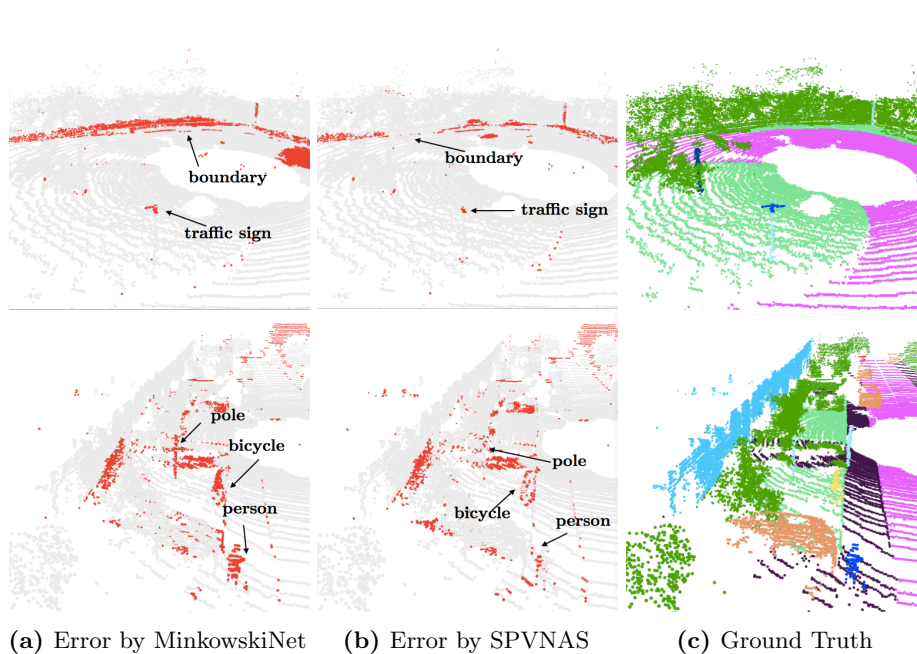 boundary
traffic sign
boundary
traffic sign
pole
bicycle
person
pole
bicycle
person
(a) Error by MinkowskiNet
(b) Error by SPVNAS
(c) Ground Truth